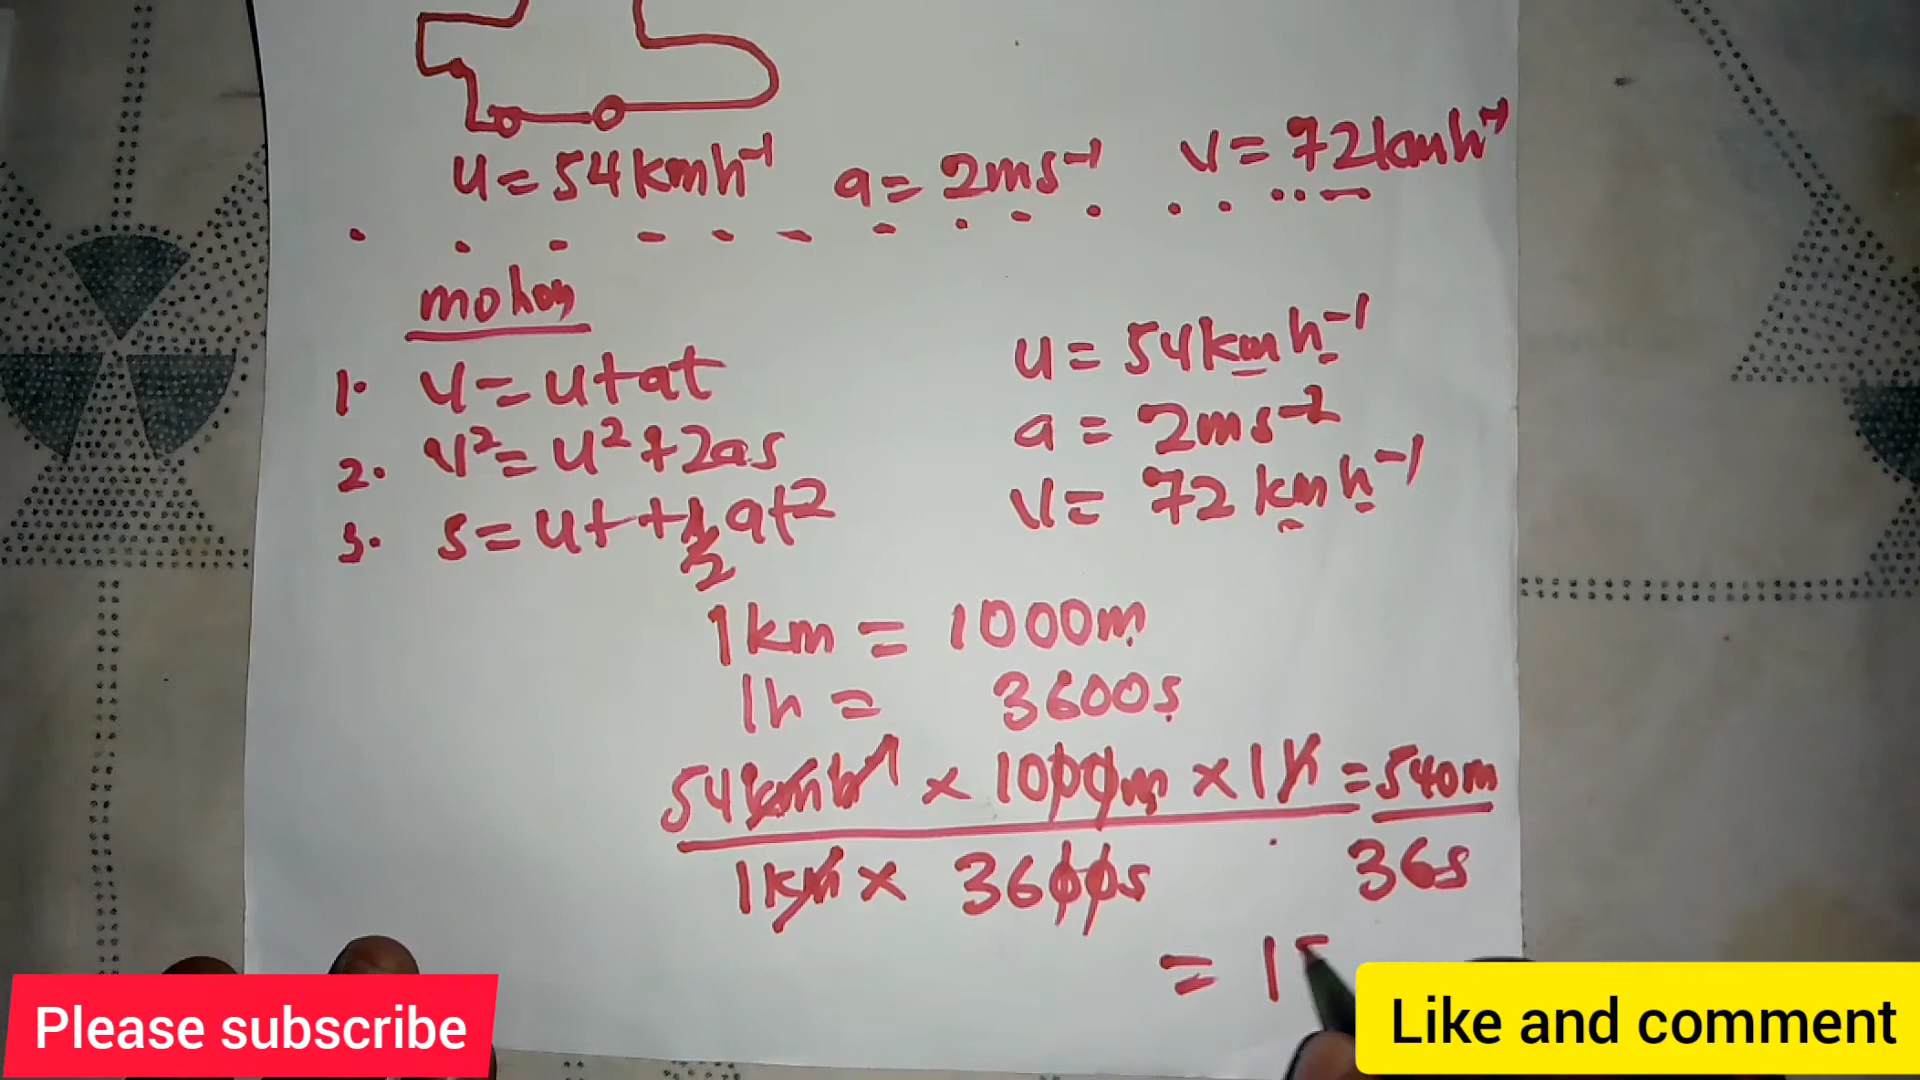 u = 54kmh⁻¹ a = 2ms⁻¹ v = 72kmh⁻¹
motion
1. v = u+at u = 54kmh⁻¹
2. v² = u²+2as a = 2ms⁻²
3. s = ut+½at² v = 72kmh⁻¹
1km = 1000m
1h = 3600s
54kmh⁻¹ × 1000m × 1h = 540m
1km × 3600s 36s
= 15
Please subscribe
Like and comment